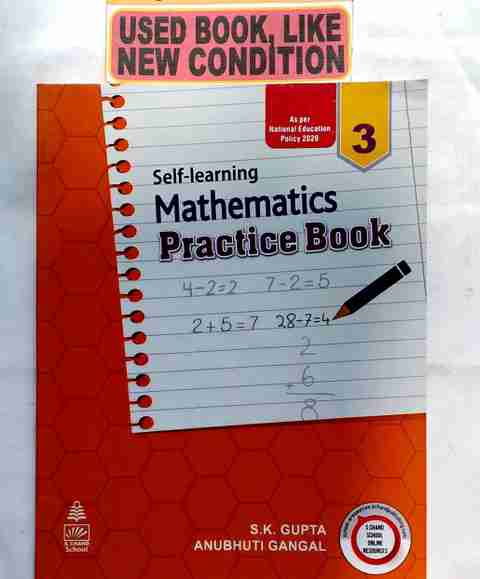 USED BOOK, LIKE
NEW CONDITION
As per
National Education
Policy 2020
3
Self-learning
Mathematics
Practice Book
4-2=2 7-2=5
2+5=7 28-7=4
2
+6
8
S.K. GUPTA
ANUBHUTI GANGAL
S CHAND
School
S CHAND
SCHOOL
ONLINE
RESOURCES